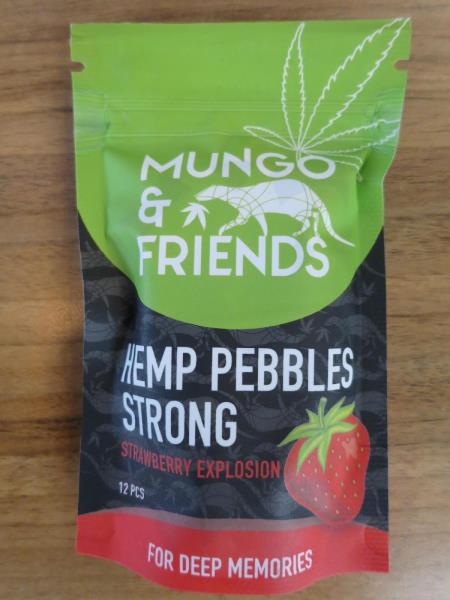 MUNGO
&
FRIENDS
HEMP PEBBLES
STRONG
STRAWBERRY EXPLOSION
12 PCS
FOR DEEP MEMORIES